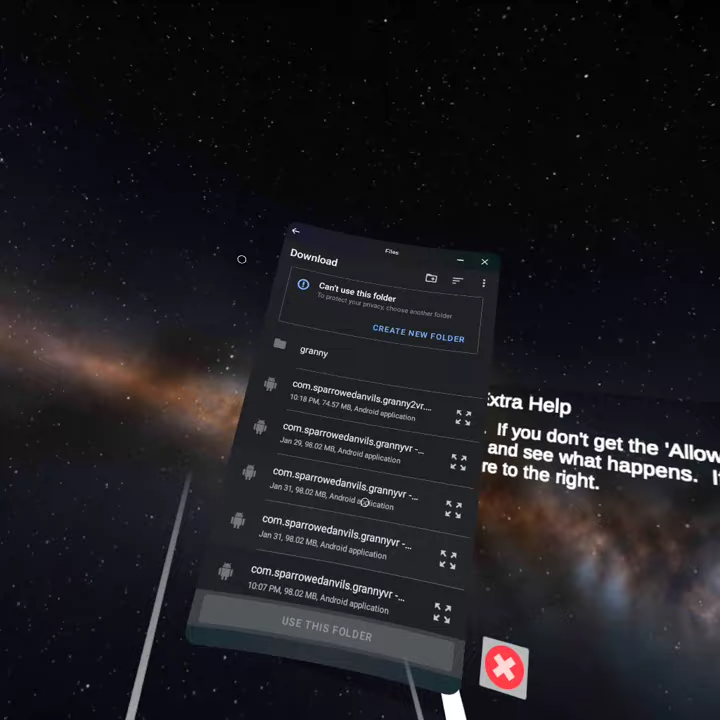 Files
Download
Can't use this folder
To protect your privacy, choose another folder
CREATE NEW FOLDER
granny
com.sparrowedanvils.granny2vr....
10:18 PM, 74.57 MB, Android application
com.sparrowedanvils.grannyvr -...
Jan 29, 98.02 MB, Android application
com.sparrowedanvils.grannyvr -...
Jan 31, 98.02 MB, Android application
com.sparrowedanvils.grannyvr -...
Jan 31, 98.02 MB, Android application
com.sparrowedanvils.grannyvr -...
10:07 PM, 98.02 MB, Android application
USE THIS FOLDER
xtra Help
. If you don't get the 'Allow
and see what happens. I
re to the right.